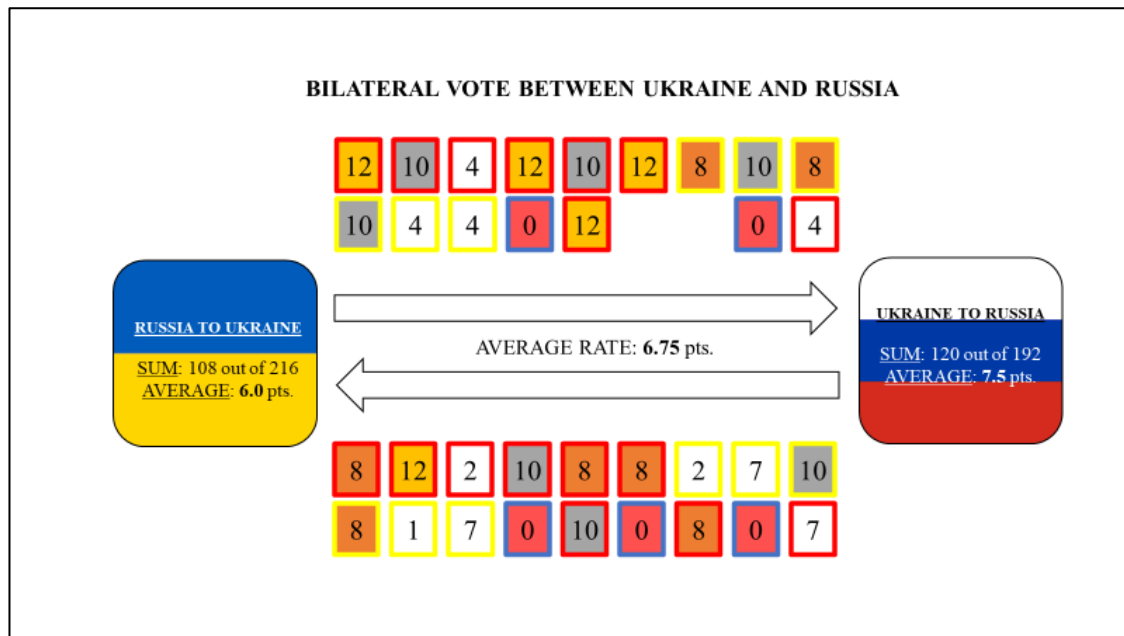 BILATERAL VOTE BETWEEN UKRAINE AND RUSSIA
12 10 4 12 10 12 8 10 8
10 4 4 0 12 0 4
RUSSIA TO UKRAINE
SUM: 108 out of 216
AVERAGE: 6.0 pts.
AVERAGE RATE: 6.75 pts.
UKRAINE TO RUSSIA
SUM: 120 out of 192
AVERAGE: 7.5 pts.
8 12 2 10 8 8 2 7 10
8 1 7 0 10 0 8 0 7